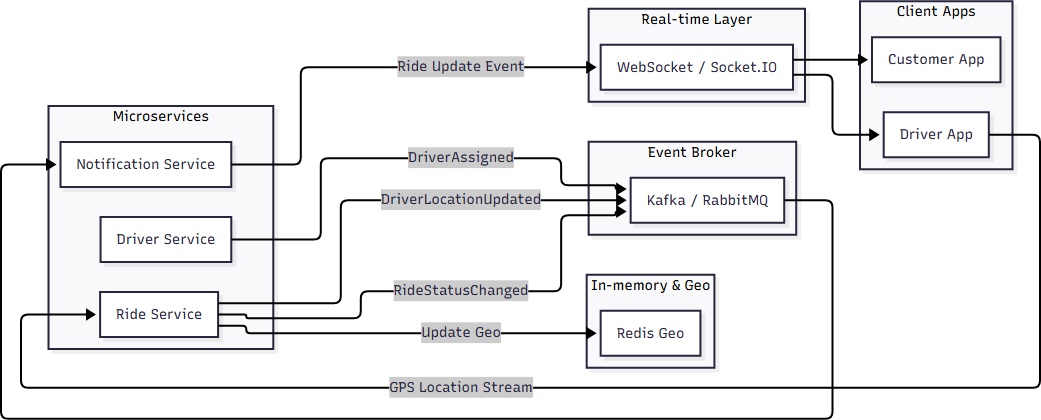 Real-time Layer
Client Apps
WebSocket / Socket.IO
Customer App
Ride Update Event
Driver App
Microservices
Notification Service
DriverAssigned
Event Broker
DriverLocationUpdated
Kafka / RabbitMQ
Driver Service
RideStatusChanged
In-memory & Geo
Ride Service
Update Geo
Redis Geo
GPS Location Stream